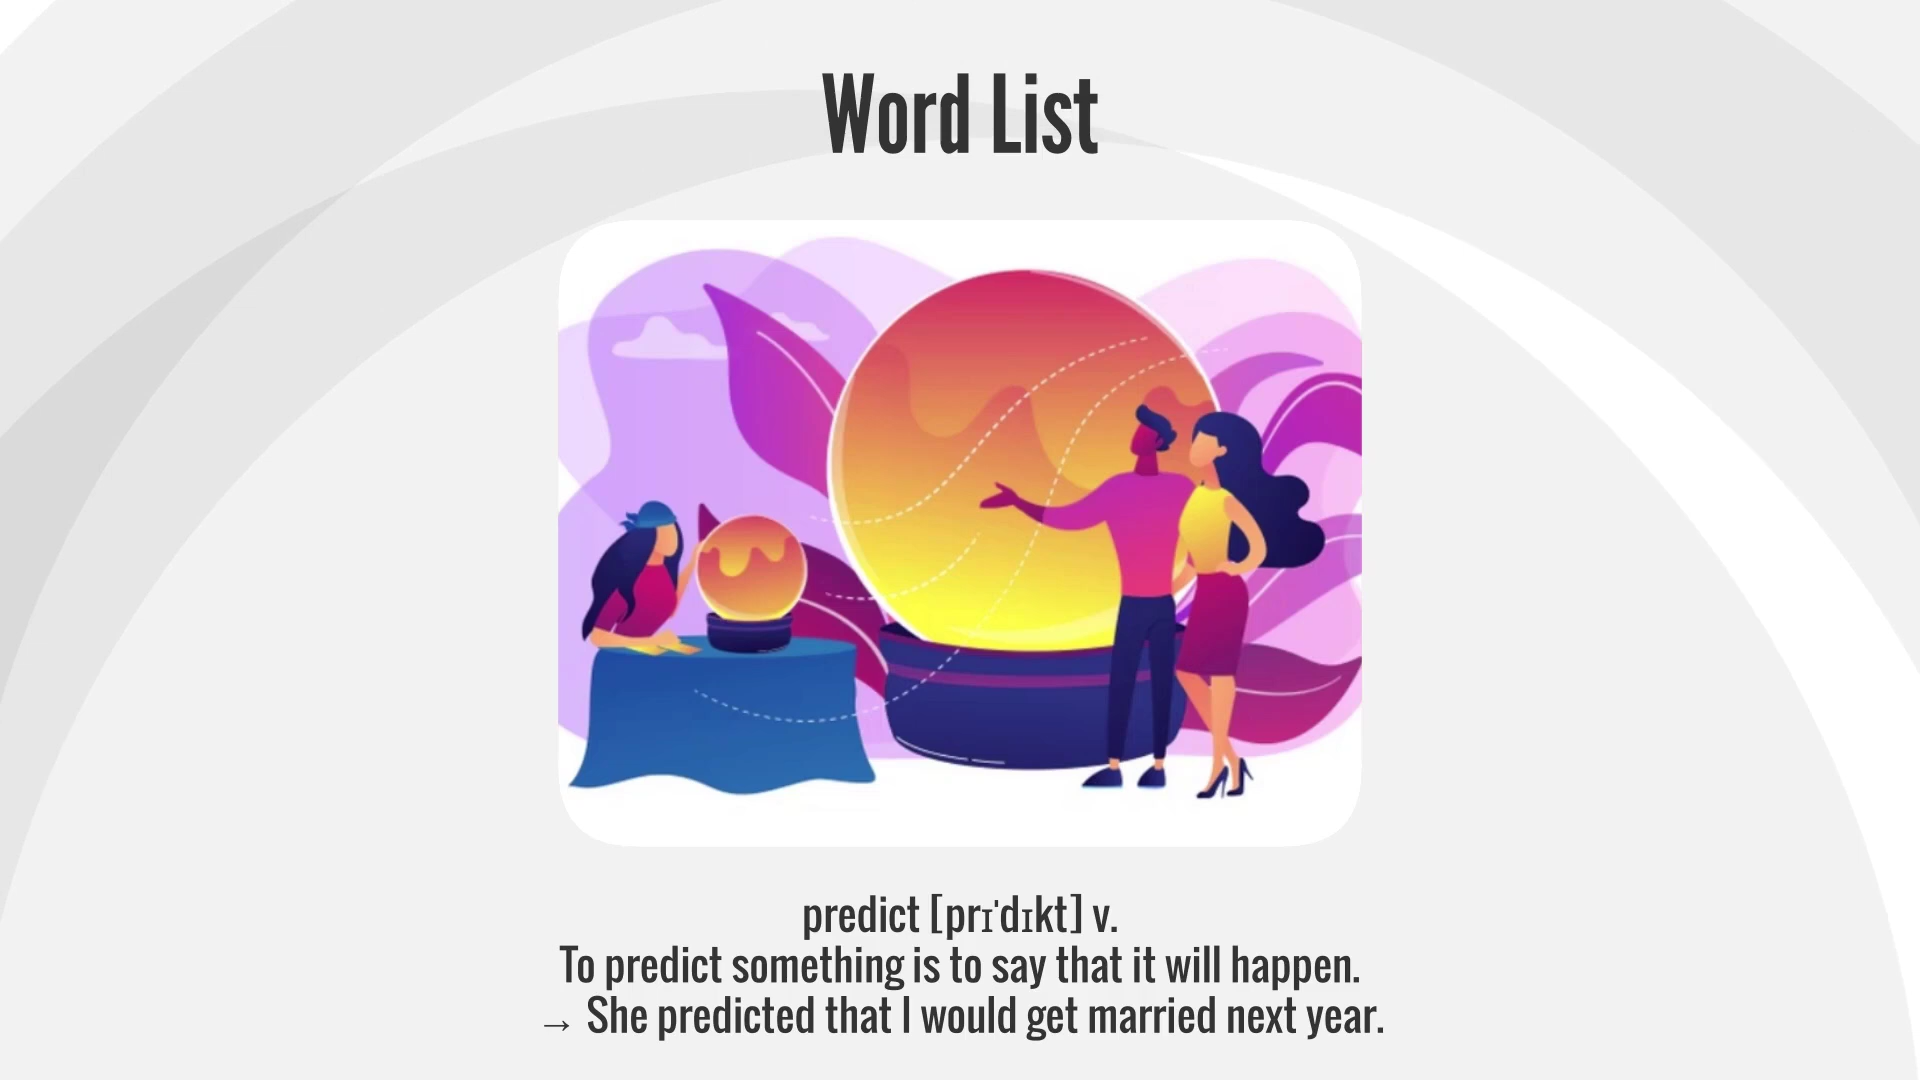 Word List
predict [prɪˈdɪkt] v.
To predict something is to say that it will happen.
→ She predicted that I would get married next year.